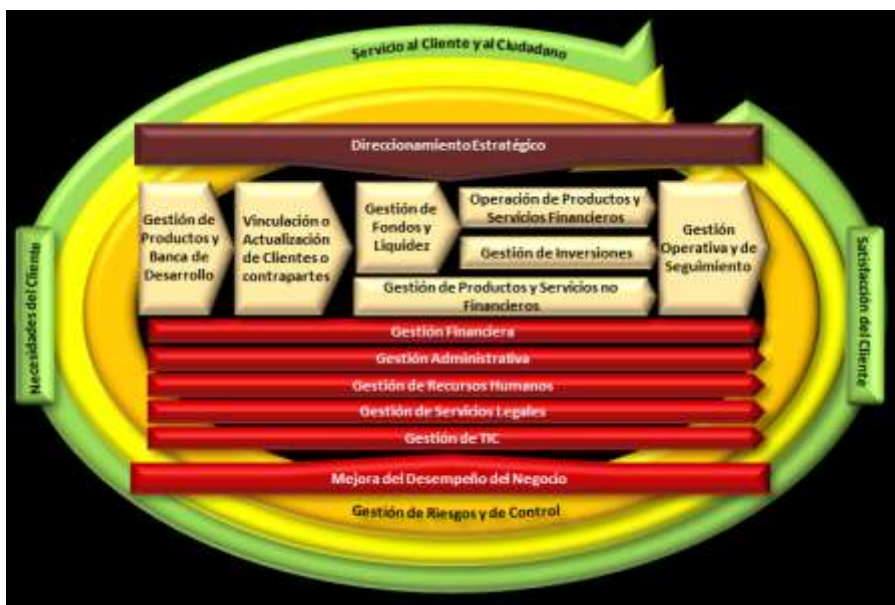 Servicio al Cliente y al Ciudadano
Direccionamiento Estratégico
Necesidades del Cliente
Gestión de
Productos y
Banca de
Desarrollo
Vinculación o
Actualización
de Clientes o
contrapartes
Gestión de
Fondos y
Liquidez
Operación de Productos y
Servicios Financieros
Gestión de Inversiones
Gestión de Productos y Servicios no
Financieros
Gestión
Operativa y de
Seguimiento
Satisfacción del Cliente
Gestión Financiera
Gestión Administrativa
Gestión de Recursos Humanos
Gestión de Servicios Legales
Gestión de TIC
Mejora del Desempeño del Negocio
Gestión de Riesgos y de Control